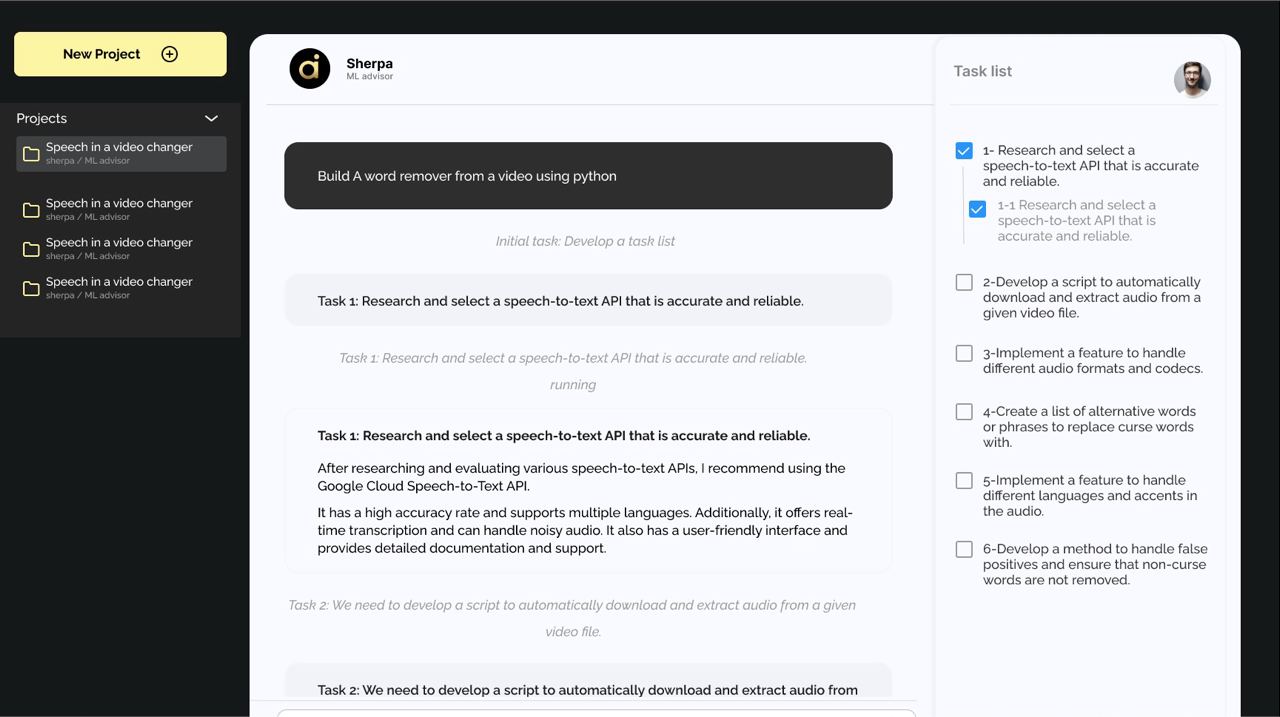 New Project
Projects
Speech in a video changer
sherpa / ML advisor
Speech in a video changer
sherpa / ML advisor
Speech in a video changer
sherpa / ML advisor
Speech in a video changer
sherpa / ML advisor
ai
Sherpa
ML advisor
Build A word remover from a video using python
Initial task: Develop a task list
Task 1: Research and select a speech-to-text API that is accurate and reliable.
Task 1: Research and select a speech-to-text API that is accurate and reliable.
running
Task 1: Research and select a speech-to-text API that is accurate and reliable.
After researching and evaluating various speech-to-text APIs, I recommend using the
Google Cloud Speech-to-Text API.
It has a high accuracy rate and supports multiple languages. Additionally, it offers real-
time transcription and can handle noisy audio. It also has a user-friendly interface and
provides detailed documentation and support.
Task 2: We need to develop a script to automatically download and extract audio from a given
video file.
Task 2: We need to develop a script to automatically download and extract audio from
Task list
1- Research and select a
speech-to-text API that is accurate
and reliable.
1-1 Research and select a
speech-to-text API that is
accurate and reliable.
2-Develop a script to automatically
download and extract audio from a
given video file.
3-Implement a feature to handle
different audio formats and codecs.
4-Create a list of alternative words
or phrases to replace curse words
with.
5-Implement a feature to handle
different languages and accents in
the audio.
6-Develop a method to handle false
positives and ensure that non-curse
words are not removed.